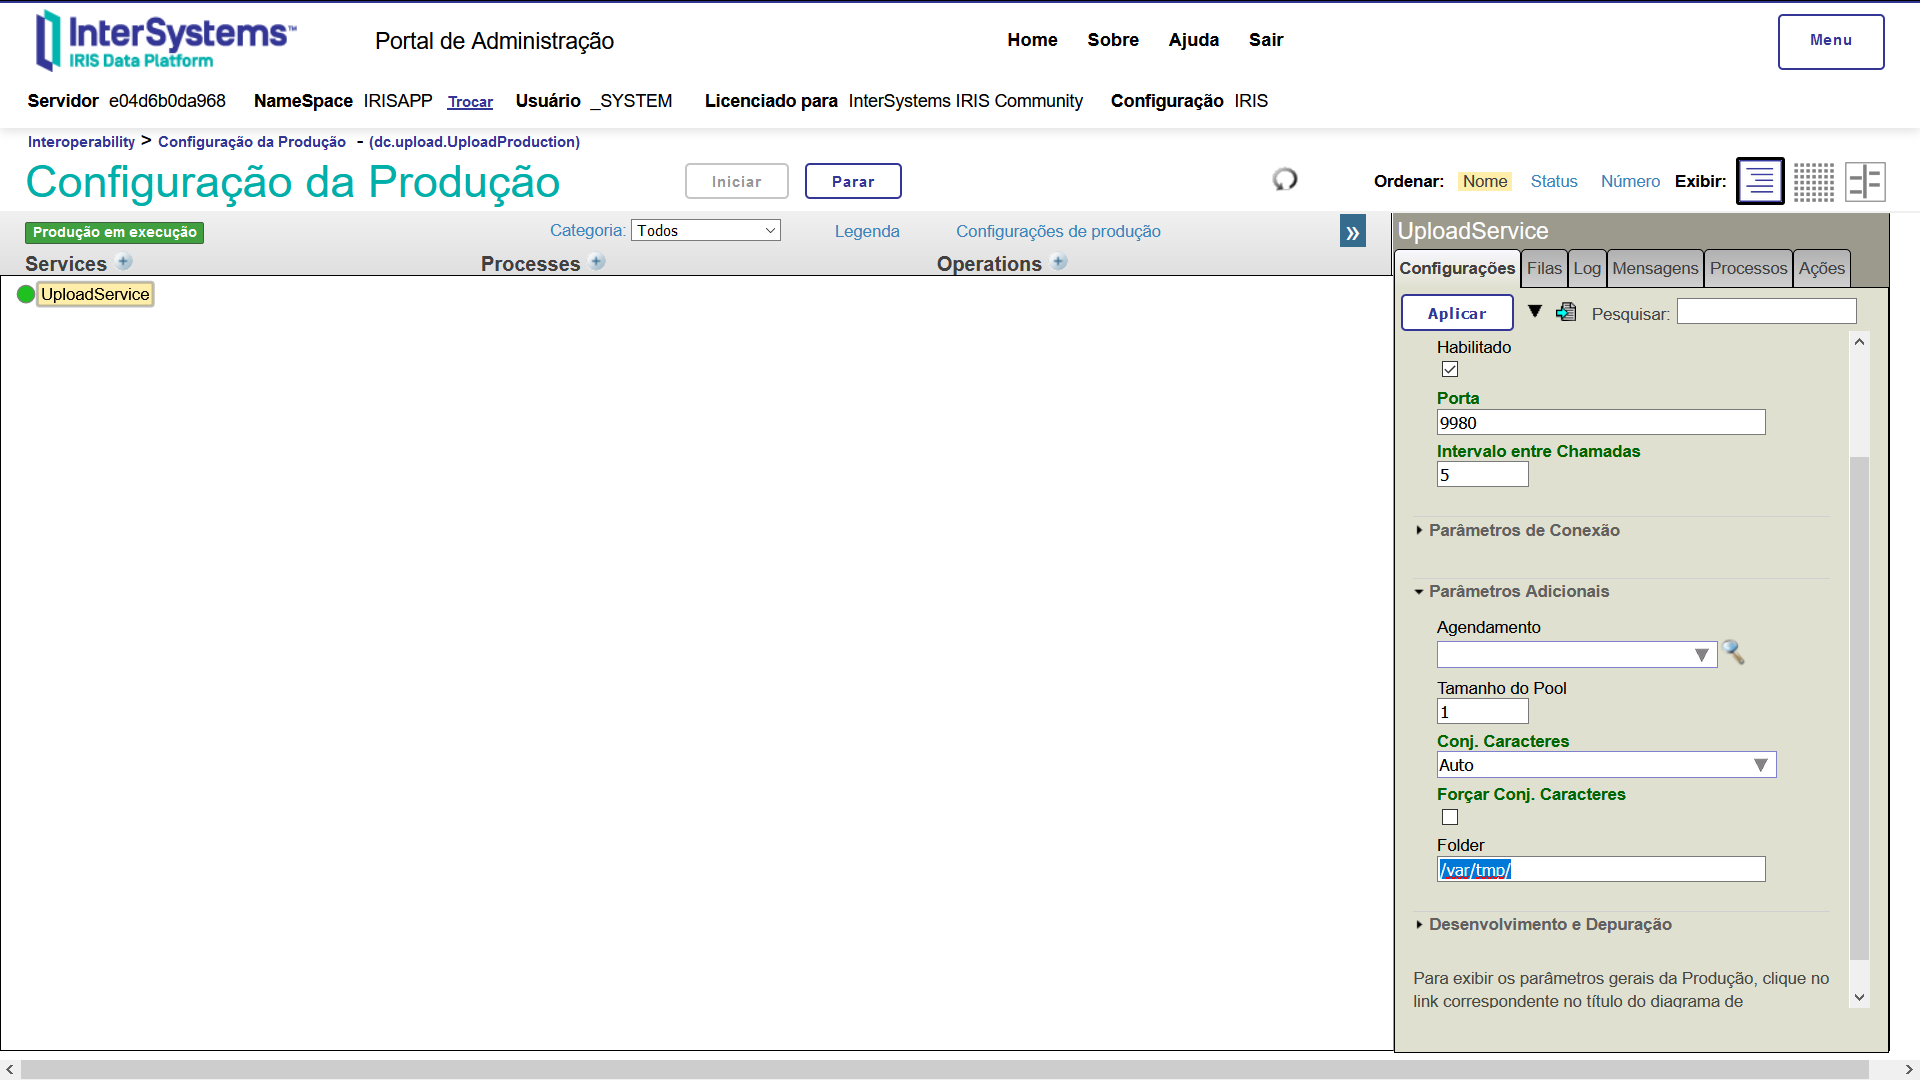 InterSystems™
IRIS Data Platform
Portal de Administração
Home Sobre Ajuda Sair
Menu
Servidor e04d6b0da968 NameSpace IRISAPP Trocar Usuário _SYSTEM Licenciado para InterSystems IRIS Community Configuração IRIS
Interoperability > Configuração da Produção - (dc.upload.UploadProduction)
Configuração da Produção
Iniciar Parar
Ordenar: Nome Status Número Exibir:
Produção em execução
Categoria: Todos
Legenda Configurações de produção
»
Services Processes Operations
UploadService
UploadService
Configurações Filas Log Mensagens Processos Ações
Aplicar
Pesquisar:
Habilitado
Porta
9980
Intervalo entre Chamadas
5
Parâmetros de Conexão
Parâmetros Adicionais
Agendamento
Tamanho do Pool
1
Conj. Caracteres
Auto
Forçar Conj. Caracteres
Folder
/var/tmp/
Desenvolvimento e Depuração
Para exibir os parâmetros gerais da Produção, clique no
link correspondente no título do diagrama de